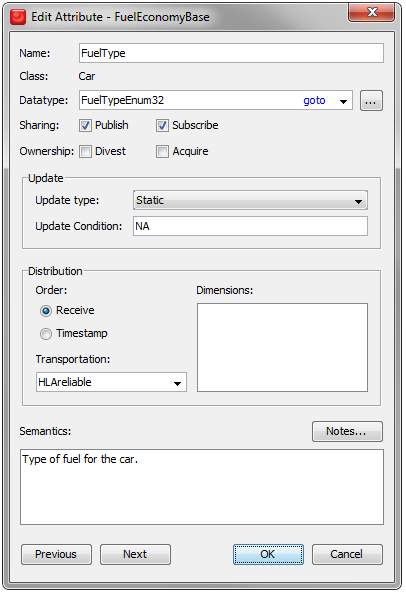 Edit Attribute - FuelEconomyBase
Name: FuelType
Class: Car
Datatype: FuelTypeEnum32 goto ...
Sharing: Publish Subscribe
Ownership: Divest Acquire
Update
Update type: Static
Update Condition: NA
Distribution
Order: Dimensions:
Receive
Timestamp
Transportation:
HLAreliable
Semantics: Notes...
Type of fuel for the car.
Previous Next OK Cancel